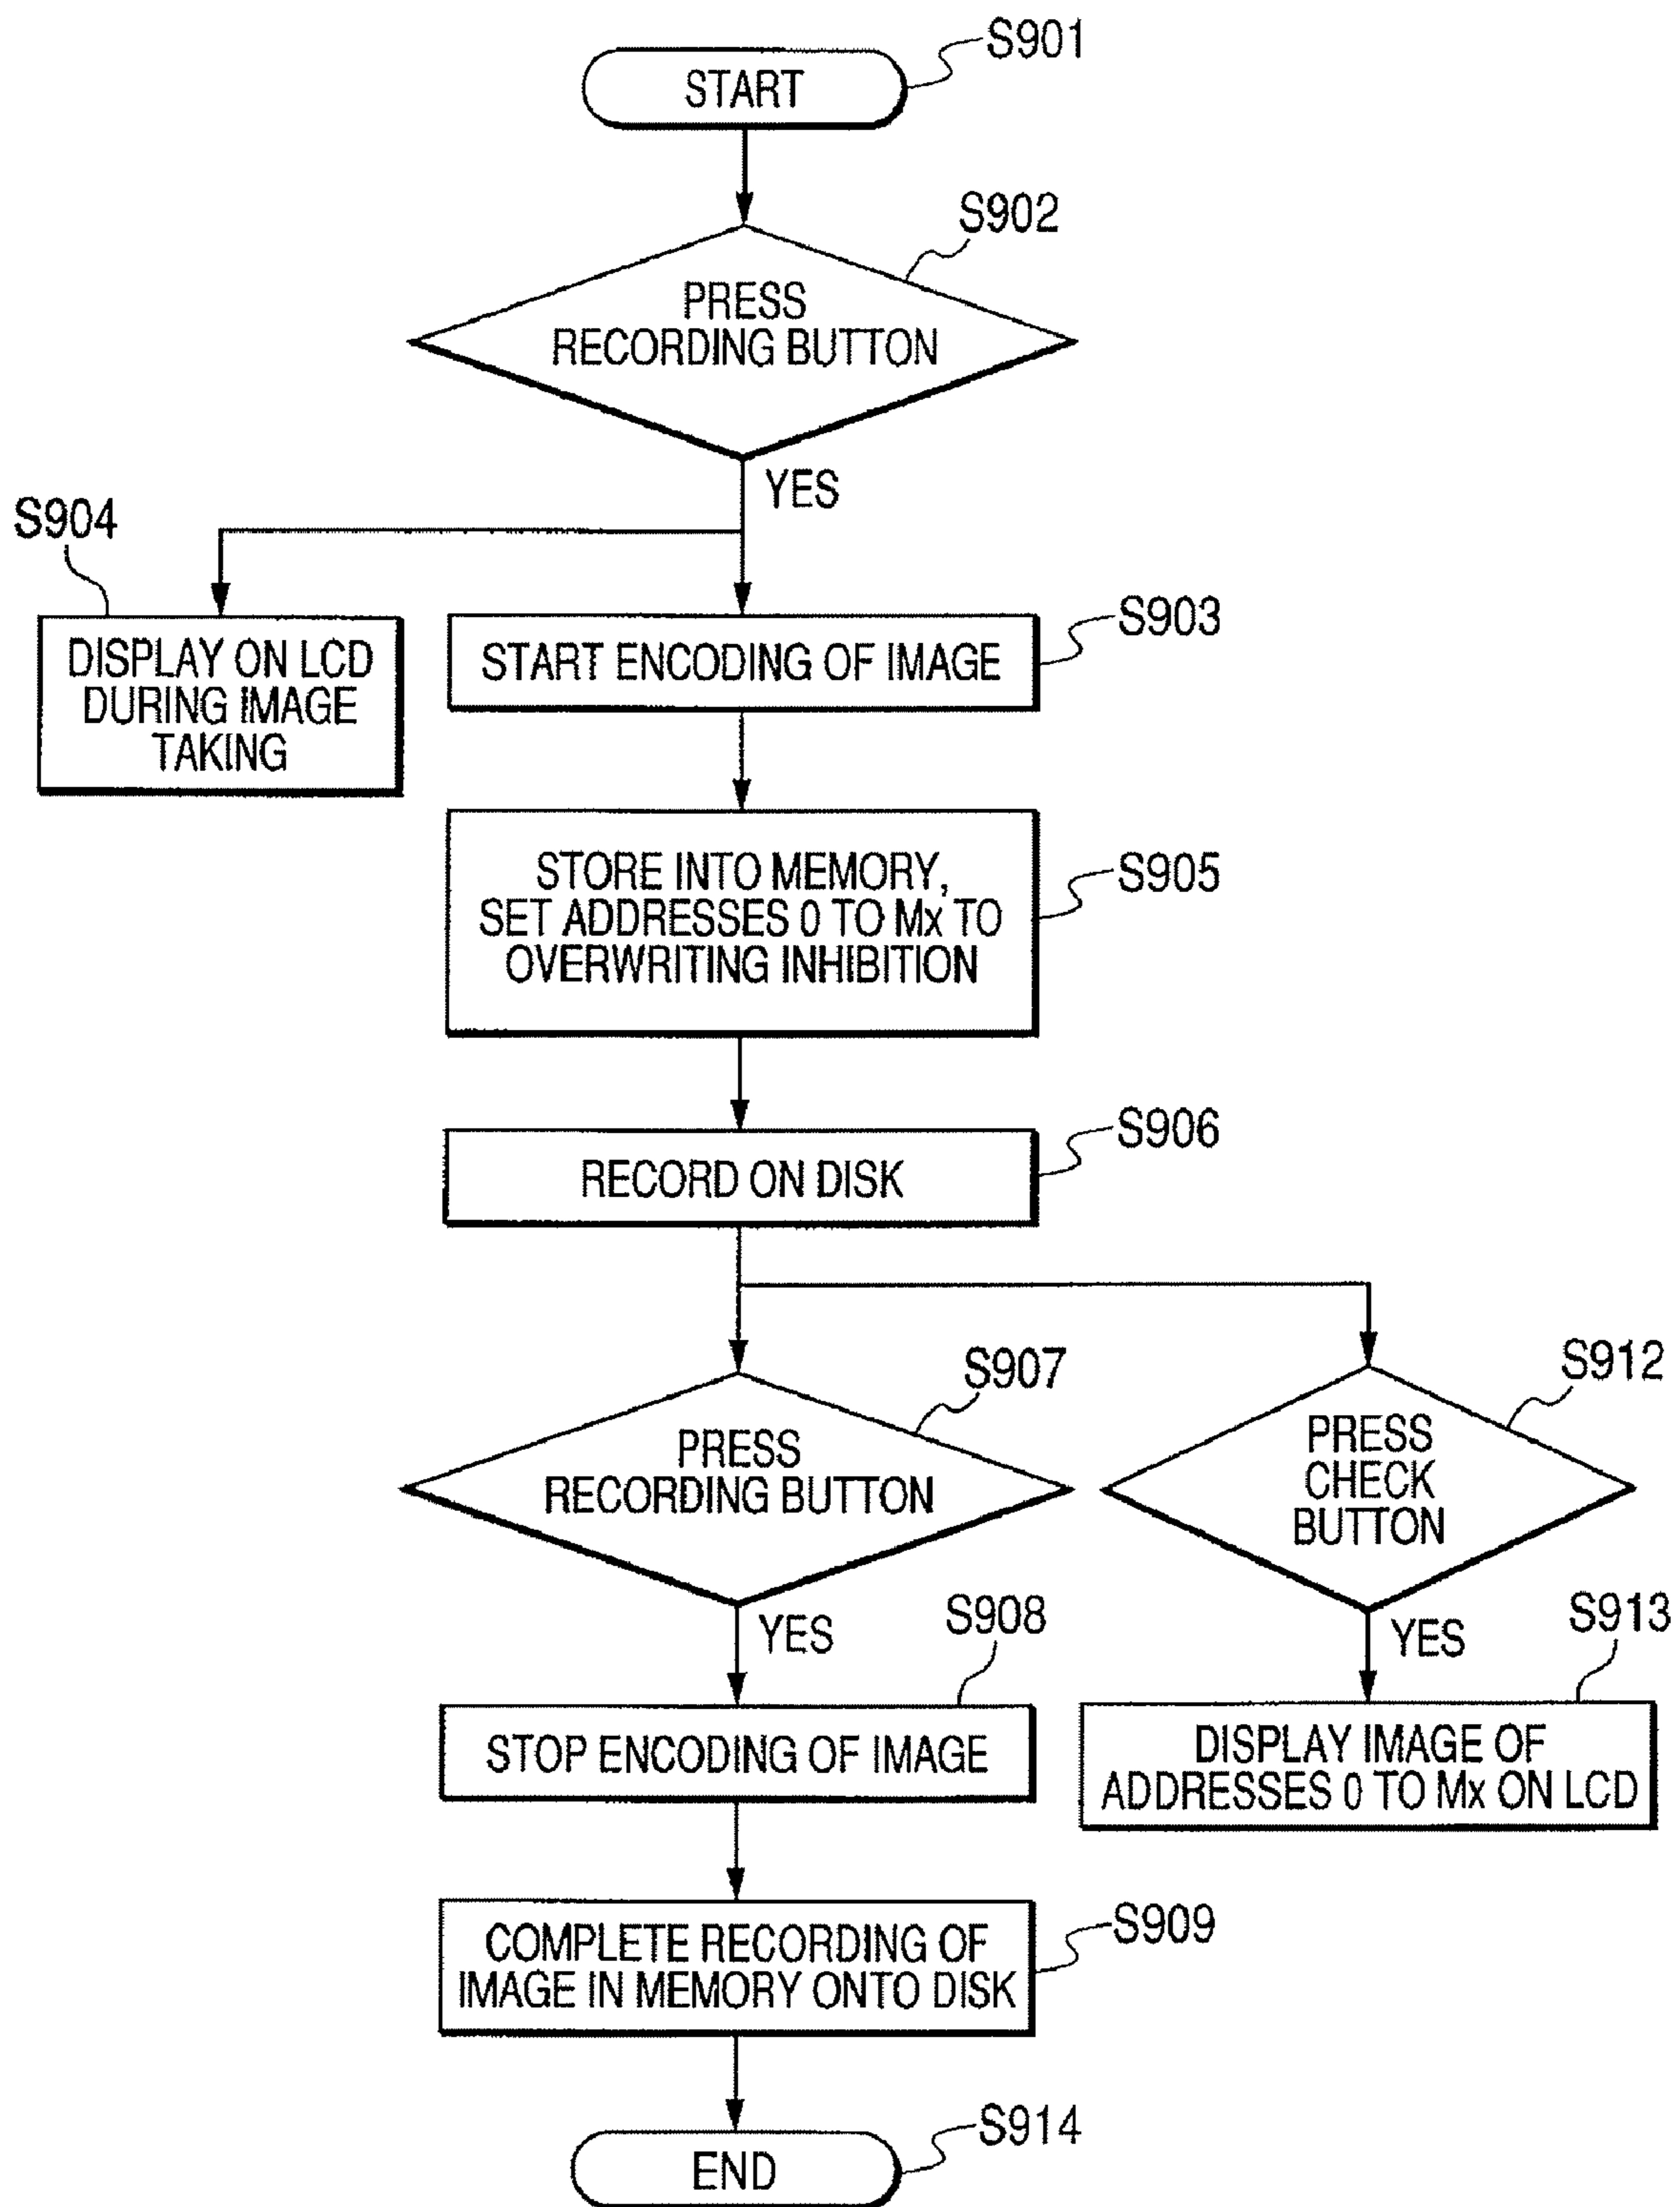 S901
START
S902
PRESS
RECORDING BUTTON
YES
S904
DISPLAY ON LCD
DURING IMAGE
TAKING
S903
START ENCODING OF IMAGE
S905
STORE INTO MEMORY,
SET ADDRESSES 0 TO Mx TO
OVERWRITING INHIBITION
S906
RECORD ON DISK
S907
PRESS
RECORDING BUTTON
S912
PRESS
CHECK
BUTTON
YES
S908
STOP ENCODING OF IMAGE
YES
S913
DISPLAY IMAGE OF
ADDRESSES 0 TO Mx ON LCD
S909
COMPLETE RECORDING OF
IMAGE IN MEMORY ONTO DISK
S914
END